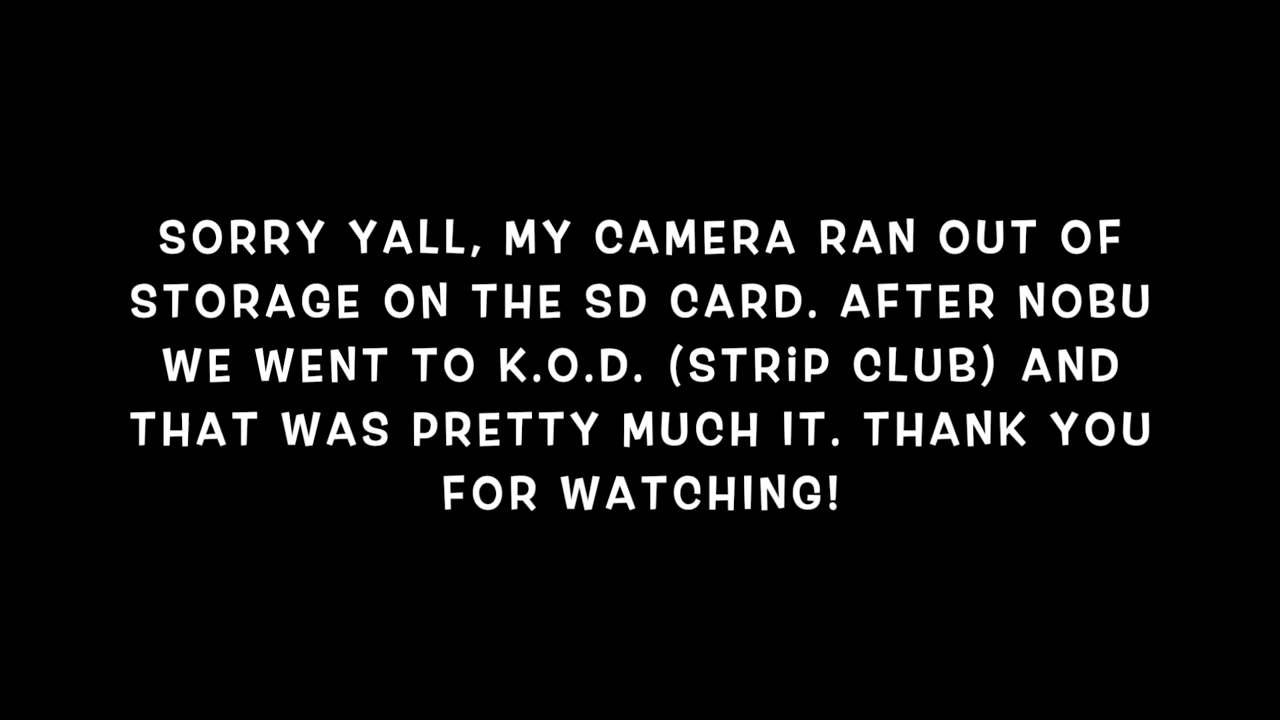 SORRY YALL, MY CAMERA RAN OUT OF
STORAGE ON THE SD CARD. AFTER NOBU
WE WENT TO K.O.D. (STRiP CLUB) AND
THAT WAS PRETTY MUCH IT. THANK YOU
FOR WATCHING!